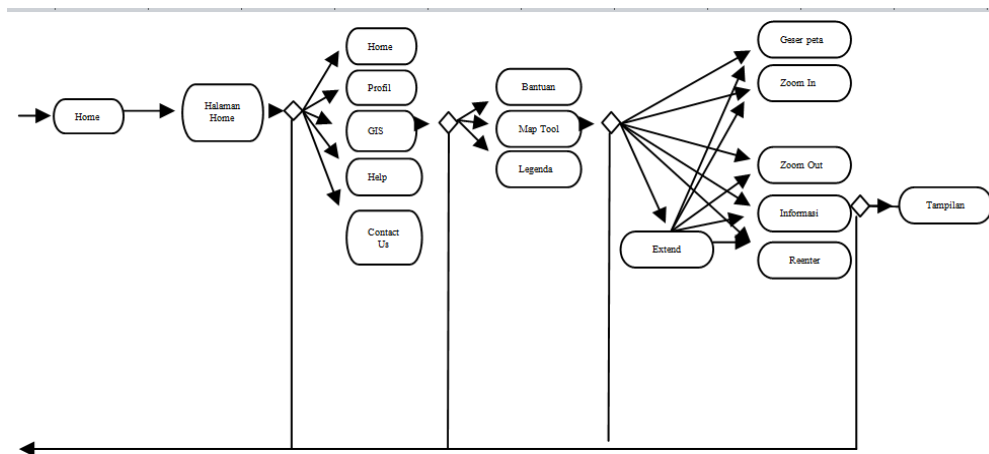 Home
Halaman
Home
Home
Profil
GIS
Help
Contact
Us
Bantuan
Map Tool
Legenda
Extend
Geser peta
Zoom In
Zoom Out
Informasi
Reenter
Tampilan